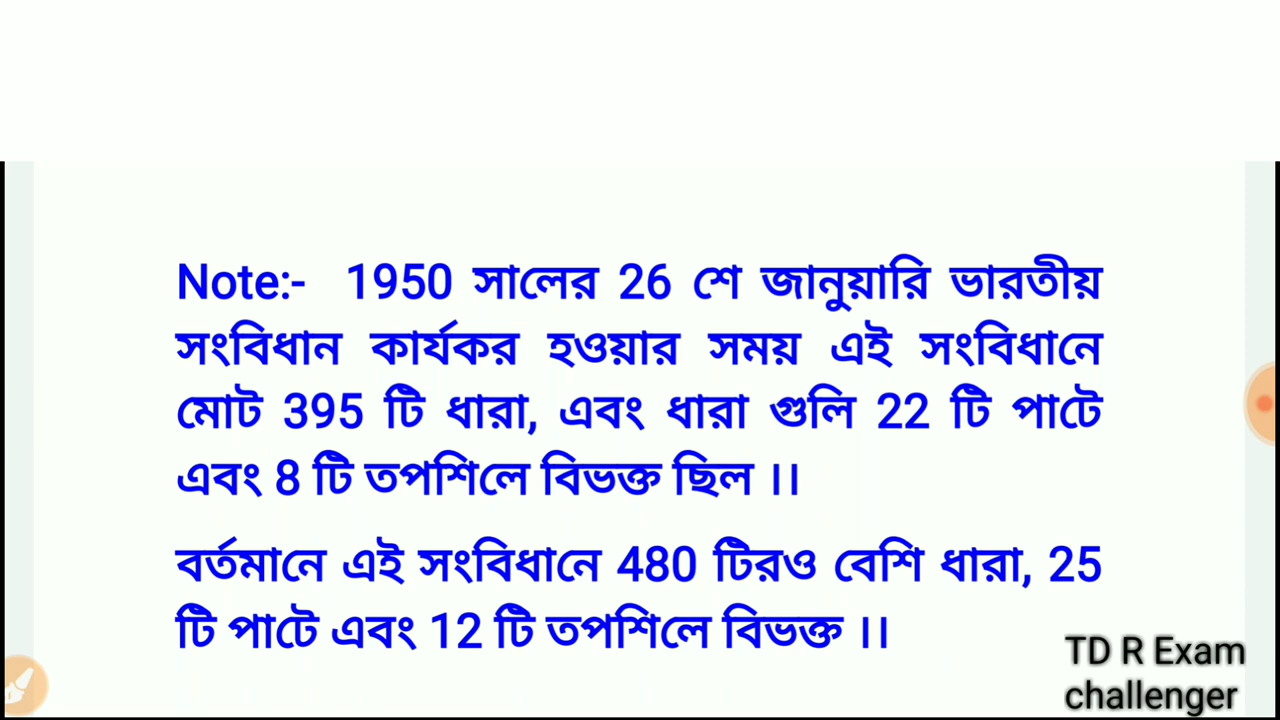 Note:- 1950 সালের 26 শে জানুয়ারি ভারতীয়
সংবিধান কার্যকর হওয়ার সময় এই সংবিধানে
মোট 395 টি ধারা, এবং ধারা গুলি 22 টি পার্টে
এবং 8 টি তপশিলে বিভক্ত ছিল ।।
বর্তমানে এই সংবিধানে 480 টিরও বেশি ধারা, 25
টি পার্টে এবং 12 টি তপশিলে বিভক্ত ।।
TD R Exam
challenger